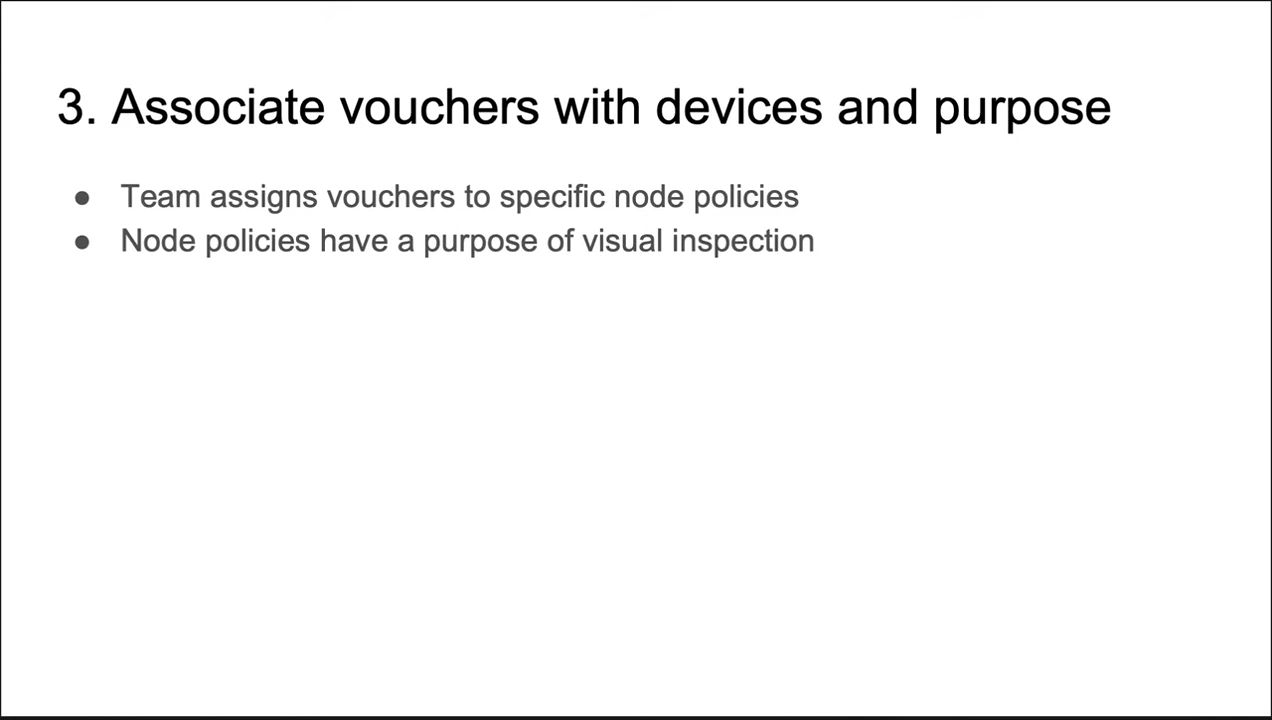 3. Associate vouchers with devices and purpose
● Team assigns vouchers to specific node policies
● Node policies have a purpose of visual inspection